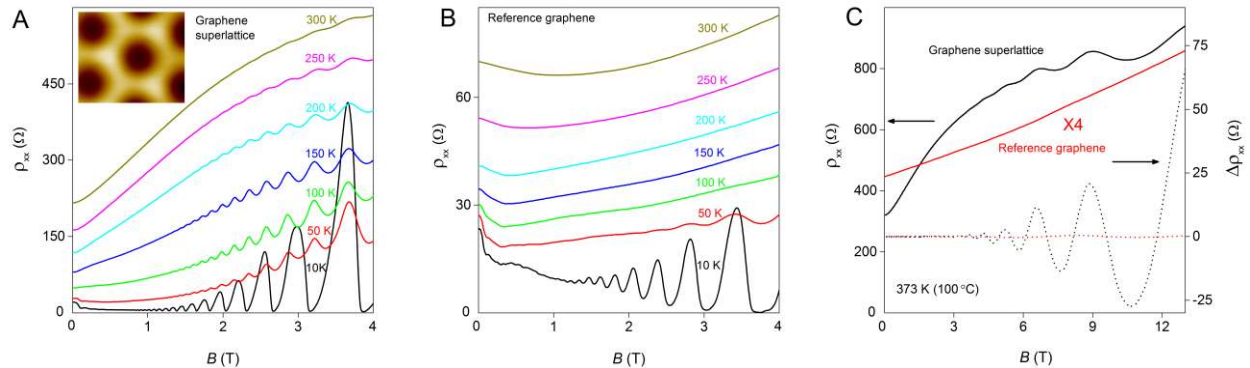 A
Graphene
superlattice
300 K
250 K
200 K
150 K
100 K
50 K
10K
450
300
150
0
ρxx (Ω)
0 1 2 3 4
B (T)
B
Reference graphene
300 K
250 K
200 K
150 K
100 K
50 K
10 K
60
30
0
ρxx (Ω)
0 1 2 3 4
B (T)
C
Graphene superlattice
X4
Reference graphene
373 K (100 °C)
800
600
400
200
0
ρxx (Ω)
75
50
25
0
-25
Δρxx (Ω)
0 3 6 9 12
B (T)